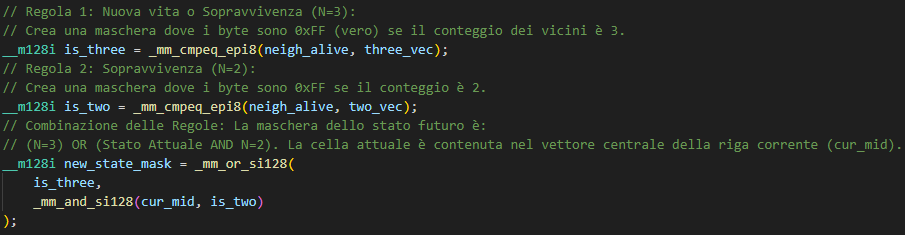 // Regola 1: Nuova vita o Sopravvivenza (N=3):
// Crea una maschera dove i byte sono 0xFF (vero) se il conteggio dei vicini è 3.
__m128i is_three = _mm_cmpeq_epi8(neigh_alive, three_vec);
// Regola 2: Sopravvivenza (N=2):
// Crea una maschera dove i byte sono 0xFF se il conteggio è 2.
__m128i is_two = _mm_cmpeq_epi8(neigh_alive, two_vec);
// Combinazione delle Regole: La maschera dello stato futuro è:
// (N=3) OR (Stato Attuale AND N=2). La cella attuale è contenuta nel vettore centrale della riga corrente (cur_mid).
__m128i new_state_mask = _mm_or_si128(
    is_three,
    _mm_and_si128(cur_mid, is_two)
);